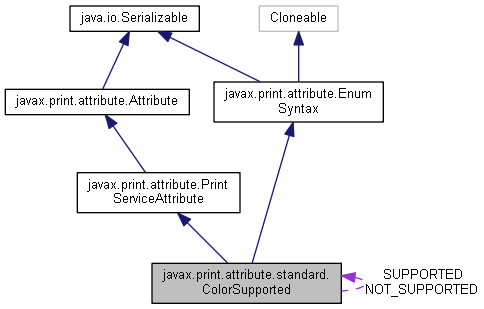 java.io.Serializable
Cloneable
javax.print.attribute.Attribute
javax.print.attribute.Enum
Syntax
javax.print.attribute.Print
ServiceAttribute
javax.print.attribute.standard.
ColorSupported
SUPPORTED
NOT_SUPPORTED